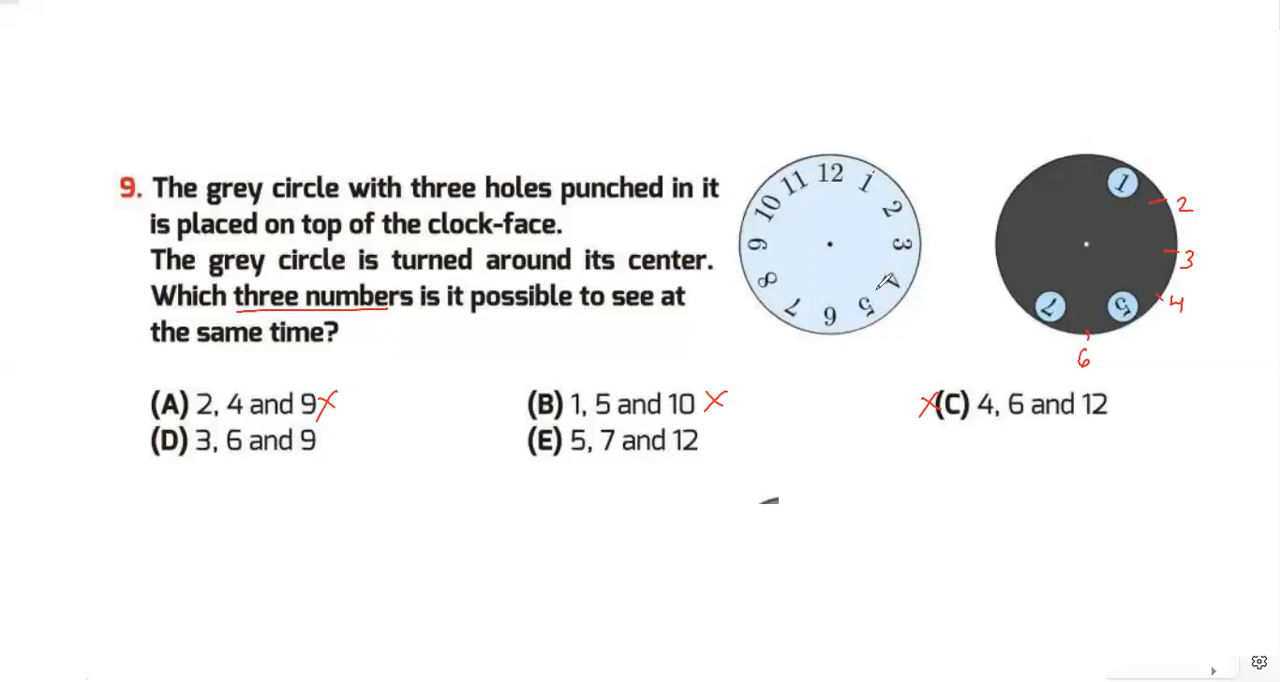 9. The grey circle with three holes punched in it
is placed on top of the clock-face.
The grey circle is turned around its center.
Which three numbers is it possible to see at
the same time?
12
11
1
10
2
9
3
8
4
7
5
6
1
2
3
4
5
7
6
(A) 2, 4 and 9 x
(B) 1, 5 and 10 x
x (C) 4, 6 and 12
(D) 3, 6 and 9
(E) 5, 7 and 12